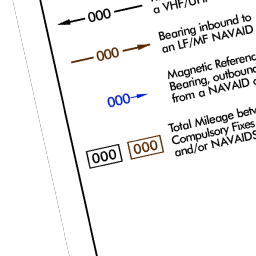 000
a VHF/UHF
000
Bearing inbound to
an LF/MF NAVAID
000
Magnetic Reference
Bearing, outbound
from a NAVAID
000 000
Total Mileage
Compulsory Fixes
and/or NAVAIDS